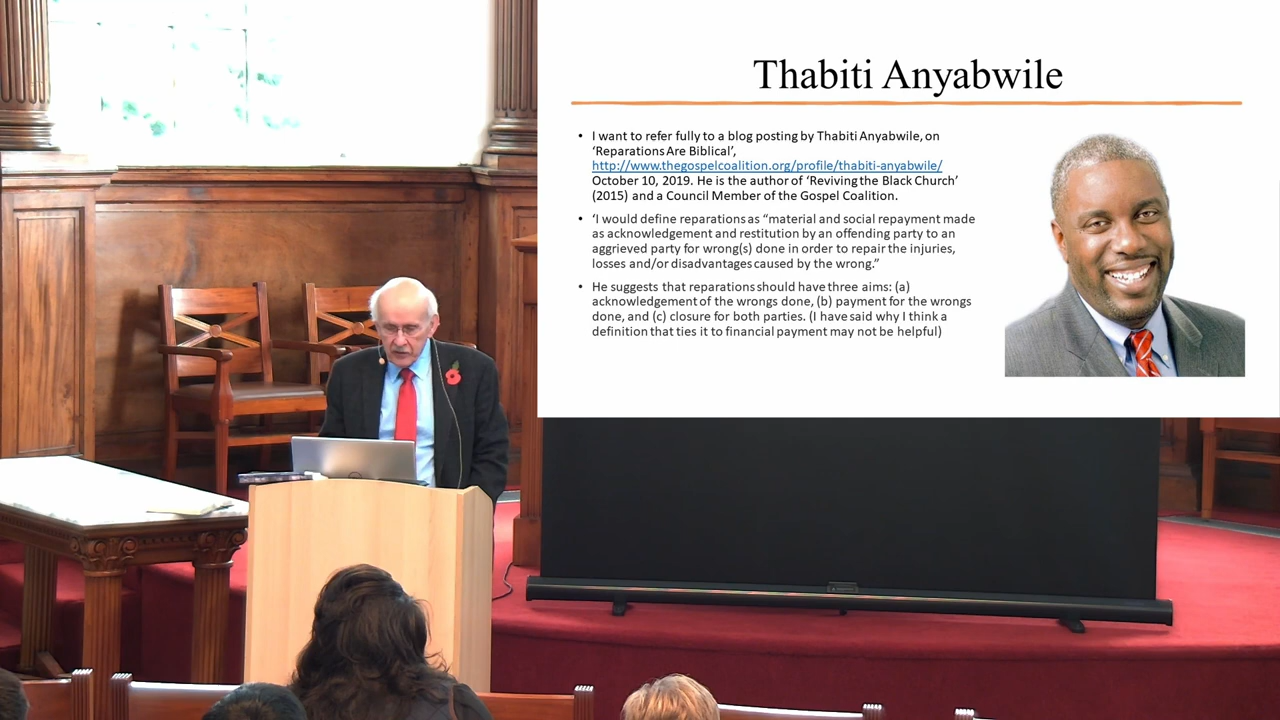 Thabiti Anyabwile
• I want to refer fully to a blog posting by Thabiti Anyabwile, on
‘Reparations Are Biblical’,
http://www.thegospelcoalition.org/profile/thabiti-anyabwile/
October 10, 2019. He is the author of ‘Reviving the Black Church’
(2015) and a Council Member of the Gospel Coalition.
• ‘I would define reparations as “material and social repayment made
as acknowledgement and restitution by an offending party to an
aggrieved party for wrong(s) done in order to repair the injuries,
losses and/or disadvantages caused by the wrong.”
• He suggests that reparations should have three aims: (a)
acknowledgement of the wrongs done, (b) payment for the wrongs
done, and (c) closure for both parties. (I have said why I think a
definition that ties it to financial payment may not be helpful)